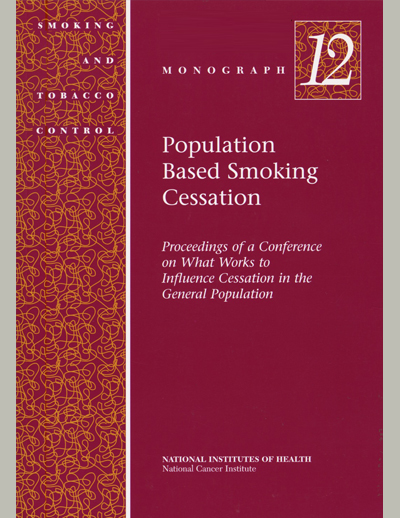 SMOKING
AND
TOBACCO
CONTROL
MONOGRAPH
12
Population
Based Smoking
Cessation
Proceedings of a Conference
on What Works to
Influence Cessation in the
General Population
NATIONAL INSTITUTES OF HEALTH
National Cancer Institute